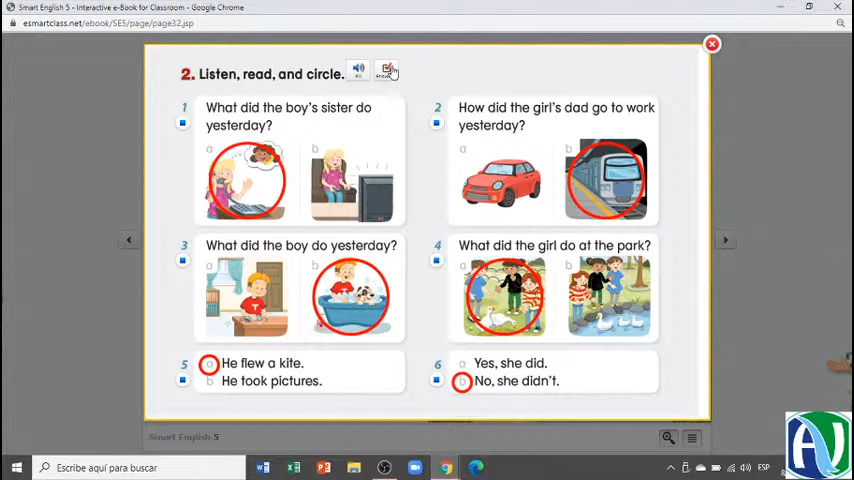 Smart English 5 - Interactive e-Book for Classroom - Google Chrome
esmartclass.net/ebook/SE5/page/page32.jsp
2. Listen, read, and circle.
All
1 What did the boy's sister do
yesterday?
a b
2 How did the girl's dad go to work
yesterday?
a b
3 What did the boy do yesterday?
a b
4 What did the girl do at the park?
a b
5 a He flew a kite.
b He took pictures.
6 a Yes, she did.
b No, she didn't.
Smart English 5
Escribe aquí para buscar
ESP
AJ